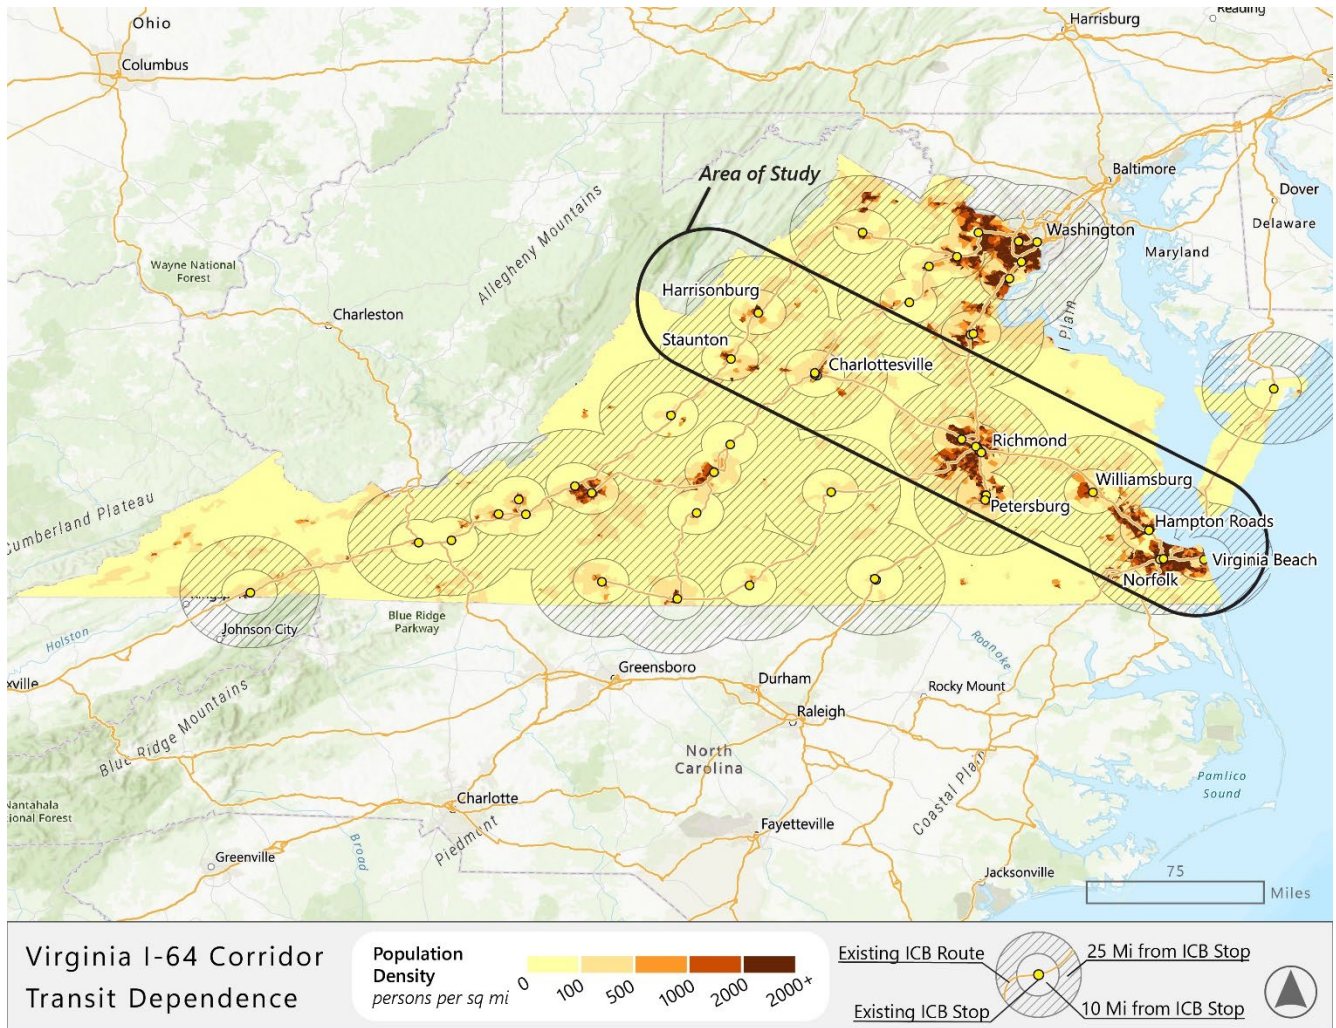 Ohio
Harrisburg
Reading
Columbus
Area of Study
Baltimore
Dover
Allegheny Mountains
Washington
Delaware
Wayne National
Forest
Maryland
Harrisonburg
Charleston
Plain
Staunton
Charlottesville
Richmond
Cumberland Plateau
Williamsburg
Petersburg
Hampton Roads
Virginia Beach
Norfolk
Blue Ridge
Parkway
Johnson City
Holston
Roanoke
Greensboro
Durham
Rocky Mount
xville
Blue Ridge Mountains
Raleigh
North
Carolina
Coastal Plain
Pamlico
Sound
Nantahala
ional Forest
Charlotte
Piedmont
Fayetteville
Broad
Greenville
Jacksonville
75
Miles
Virginia I-64 Corridor
Transit Dependence
Population
Density
persons per sq mi
0 100 500 1000 2000 2000+
Existing ICB Route
25 Mi from ICB Stop
Existing ICB Stop
10 Mi from ICB Stop